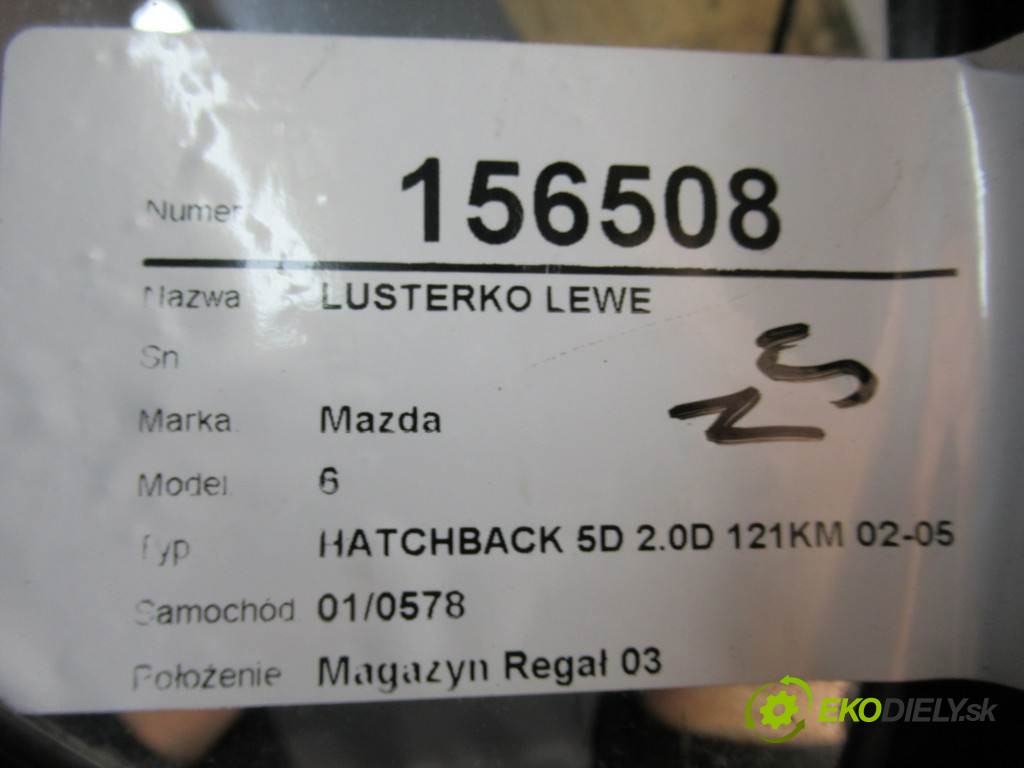 Numer 156508
Nazwa LUSTERKO LEWE
Sn
Marka Mazda
Model 6
Typ HATCHBACK 5D 2.0D 121KM 02-05
Samochód 01/0578
Położenie Magazyn Regał 03
EKODIELY.sk